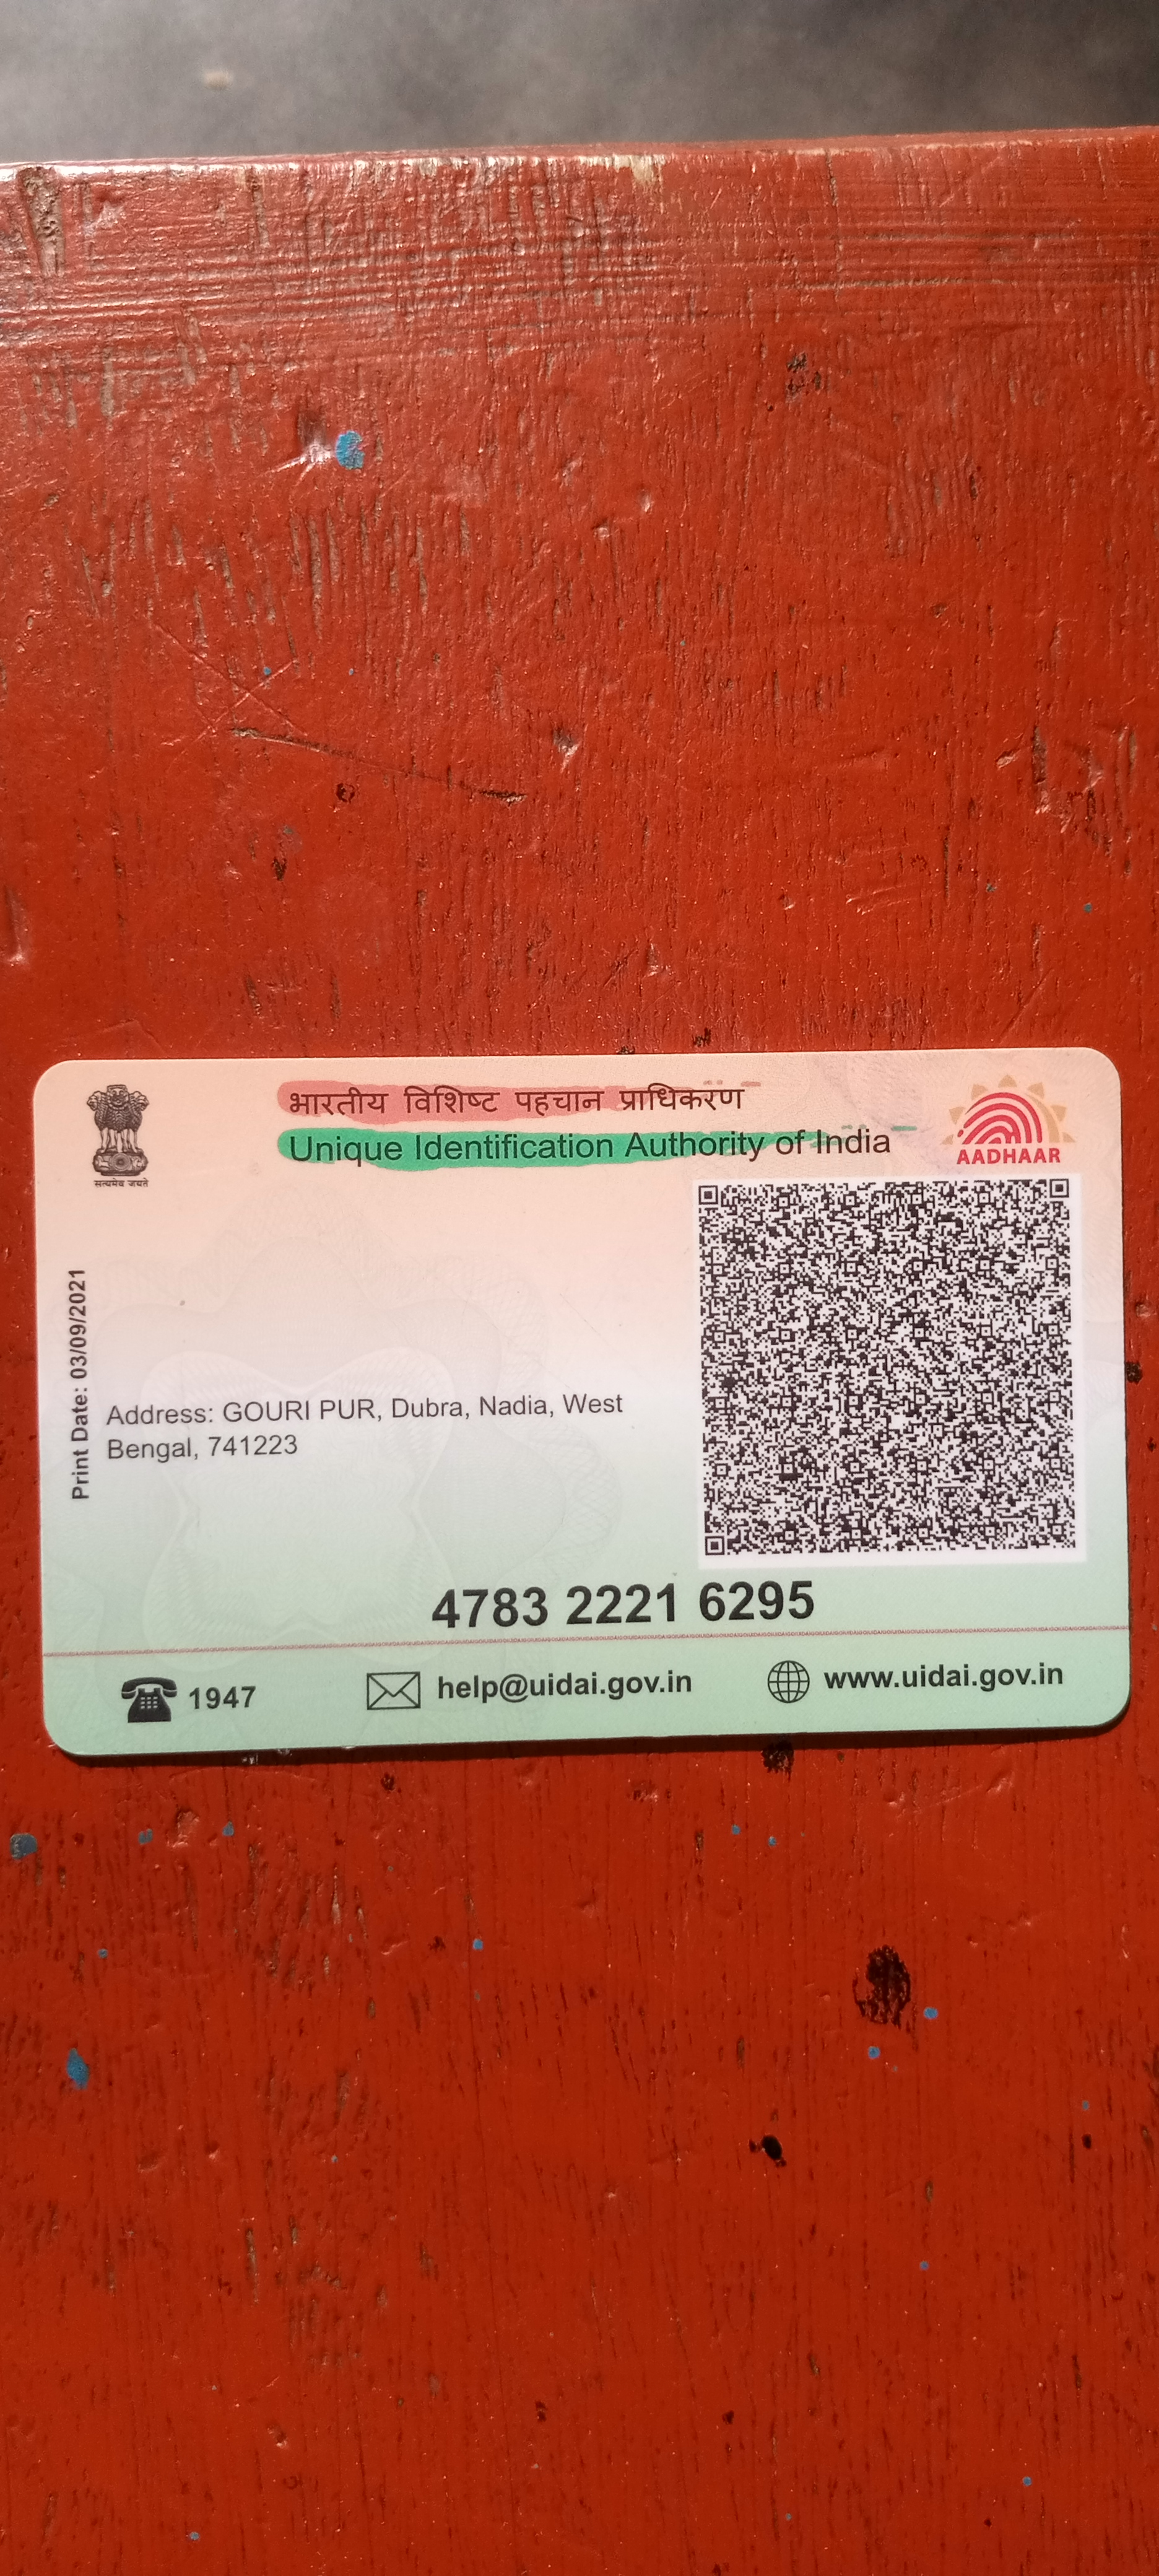 भारतीय विशिष्ट पहचान प्राधिकरण
Unique Identification Authority of India
सत्यमेव जयते
AADHAAR
Print Date: 03/09/2021
Address: GOURI PUR, Dubra, Nadia, West
Bengal, 741223
4783 2221 6295
1947
help@uidai.gov.in
www.uidai.gov.in